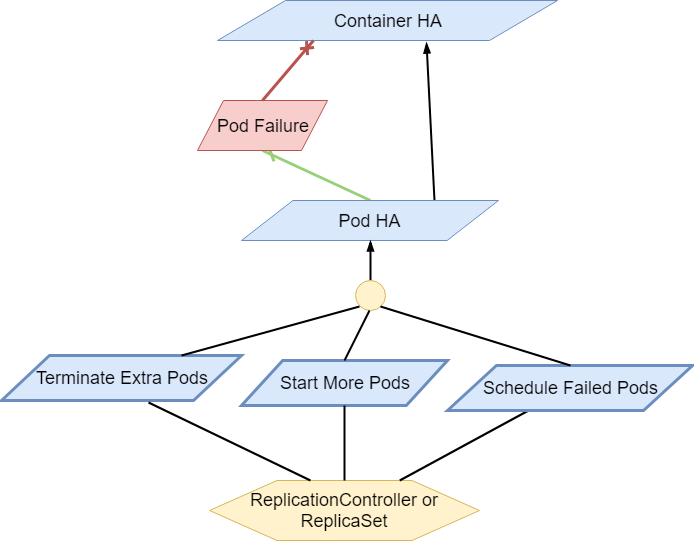 Container HA
Pod Failure
Pod HA
Terminate Extra Pods
Start More Pods
Schedule Failed Pods
ReplicationController or
ReplicaSet